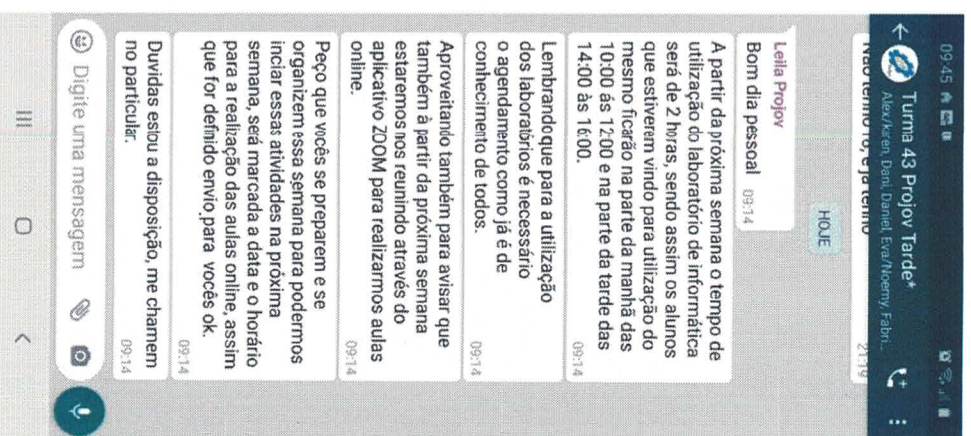 09:45
Turma 43 Projov Tarde*
Alex/karen, Dani, Daniel, Eva/Noemy, Fabri...
21:19
HOJE
Leila Projov
Bom dia pessoal 09:14
A partir da próxima semana o tempo de
utilização do laboratório de informática
será de 2 horas, sendo assim os alunos
que estiverem vindo para utilização do
mesmo ficarão na parte da manhã das
10:00 ás 12:00 e na parte da tarde das
14:00 às 16:00.
09:14
Lembrando que para a utilização
dos laboratórios é necessário
o agendamento como já é de
conhecimento de todos.
09:14
Aproveitando também para avisar que
também à partir da próxima semana
estaremos nos reunindo através do
aplicativo ZOOM para realizarmos aulas
online.
09:14
Peço que vocês se preparem e se
organizem essa semana para podermos
iniciar essas atividades na próxima
semana, será marcada a data e o horário
para a realização das aulas online, assim
que for definido envio para vocês ok.
09:14
Duvidas estou a disposição, me chamem
no particular.
09:14
Digite uma mensagem